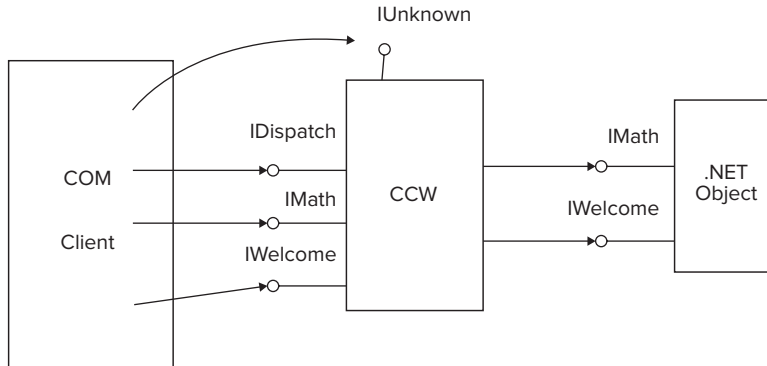 IUnknown
IDispatch
IMath
IWelcome
COM
Client
CCW
IMath
IWelcome
.NET
Object